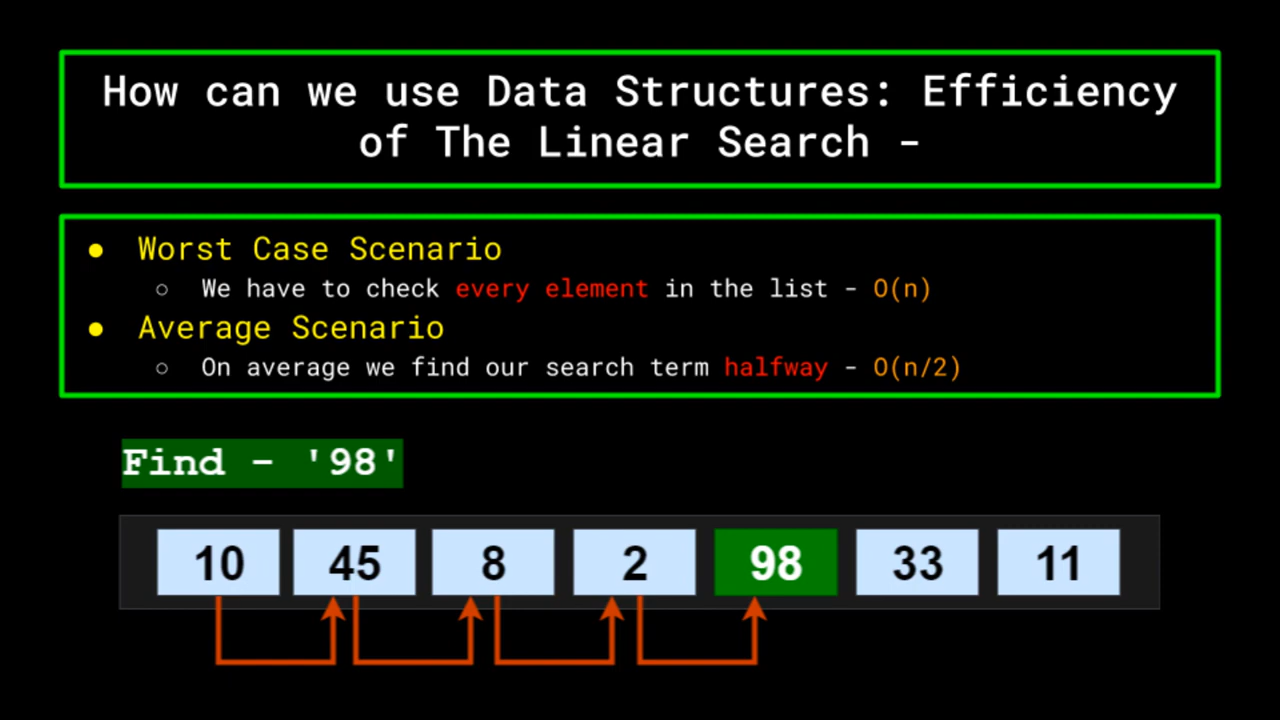 How can we use Data Structures: Efficiency
of The Linear Search -
● Worst Case Scenario
○ We have to check every element in the list - O(n)
● Average Scenario
○ On average we find our search term halfway - O(n/2)
Find - '98'
10 45 8 2 98 33 11